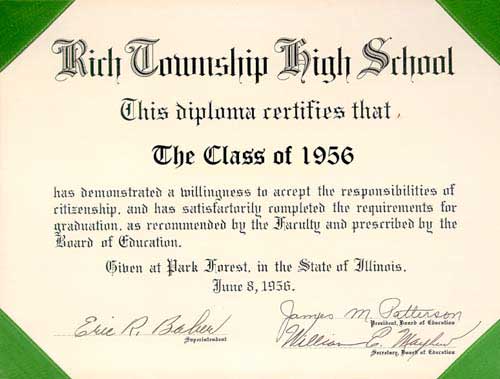 Rich Township High School
This diploma certifies that
The Class of 1956
has demonstrated a willingness to accept the responsibilities of
citizenship, and has satisfactorily completed the requirements for
graduation, as recommended by the Faculty and prescribed by the
Board of Education.
Given at Park Forest, in the State of Illinois.
June 8, 1956.
James M. Patterson
President, Board of Education
Eric R. Baber
Superintendent
William C. Mayhew
Secretary, Board of Education